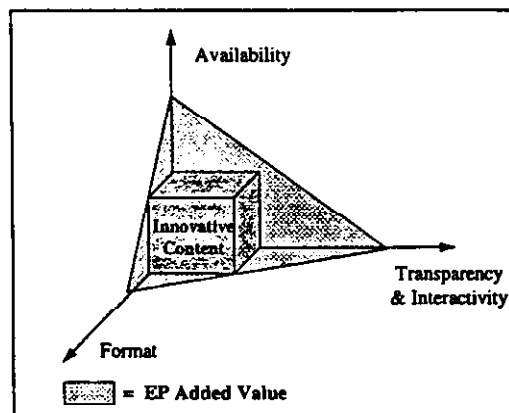 Availability
Innovative
Content
Transparency
& Interactivity
Format
= EP Added Value